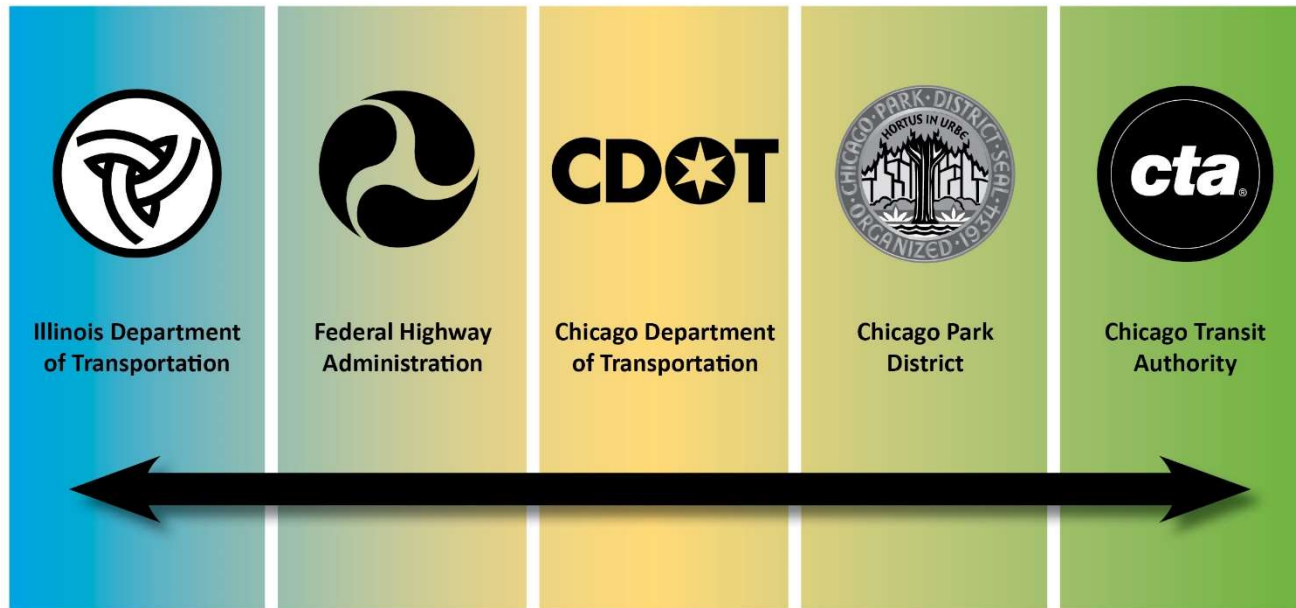 CHICAGO · PARK · DISTRICT · SEAL ·
ORGANIZED · 1934 ·
HORTUS IN URBE
CDOT
cta®
Illinois Department
of Transportation
Federal Highway
Administration
Chicago Department
of Transportation
Chicago Park
District
Chicago Transit
Authority